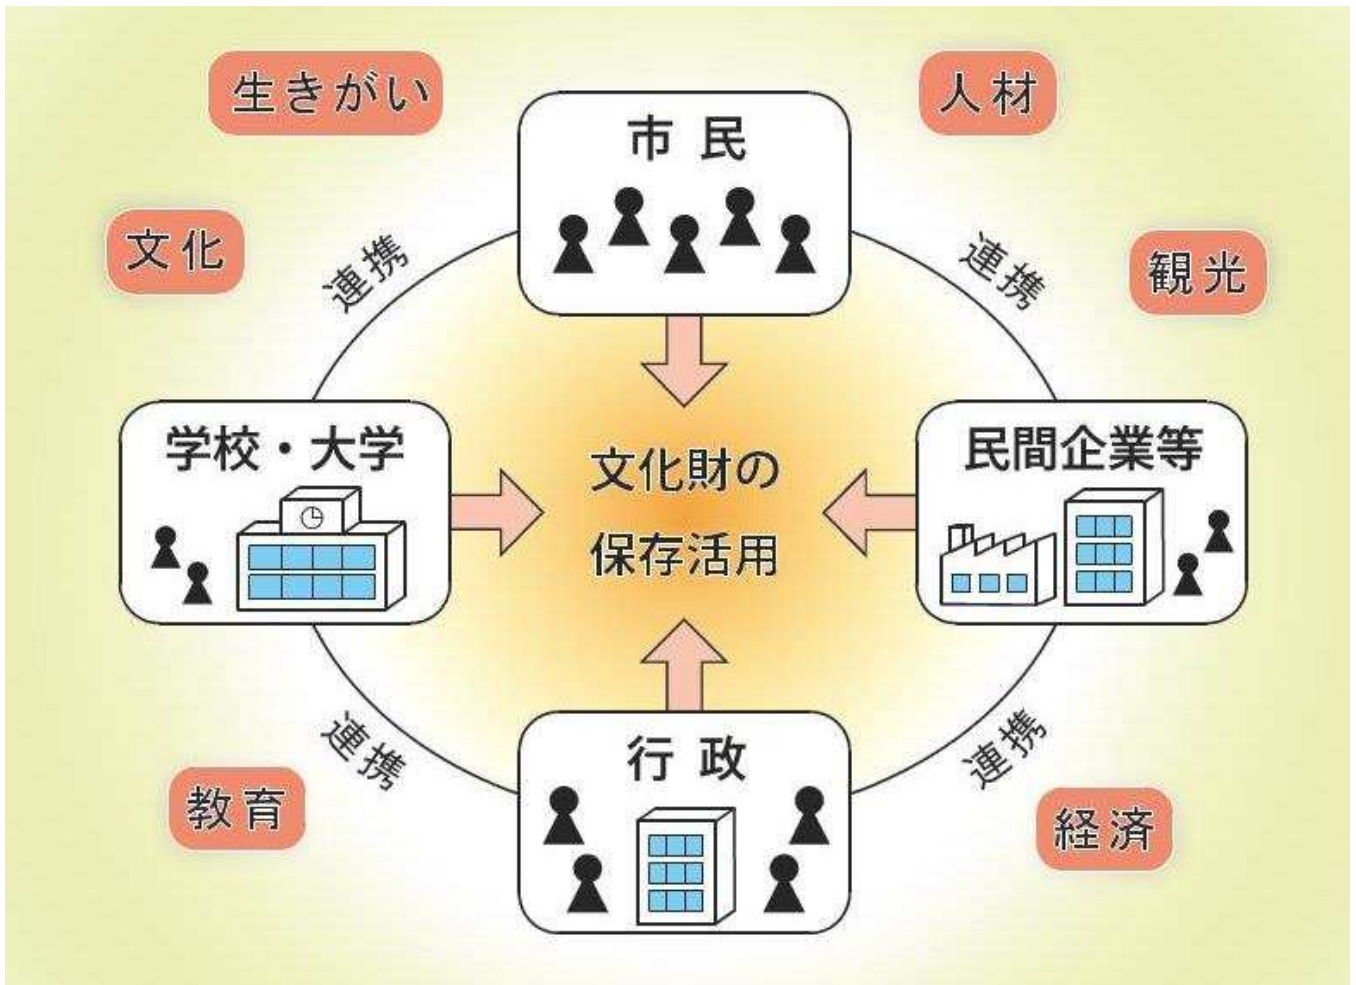 生きがい
人材
市民
文化
連携
連携
観光
学校・大学
文化財の
保存活用
民間企業等
連携
行政
連携
教育
経済